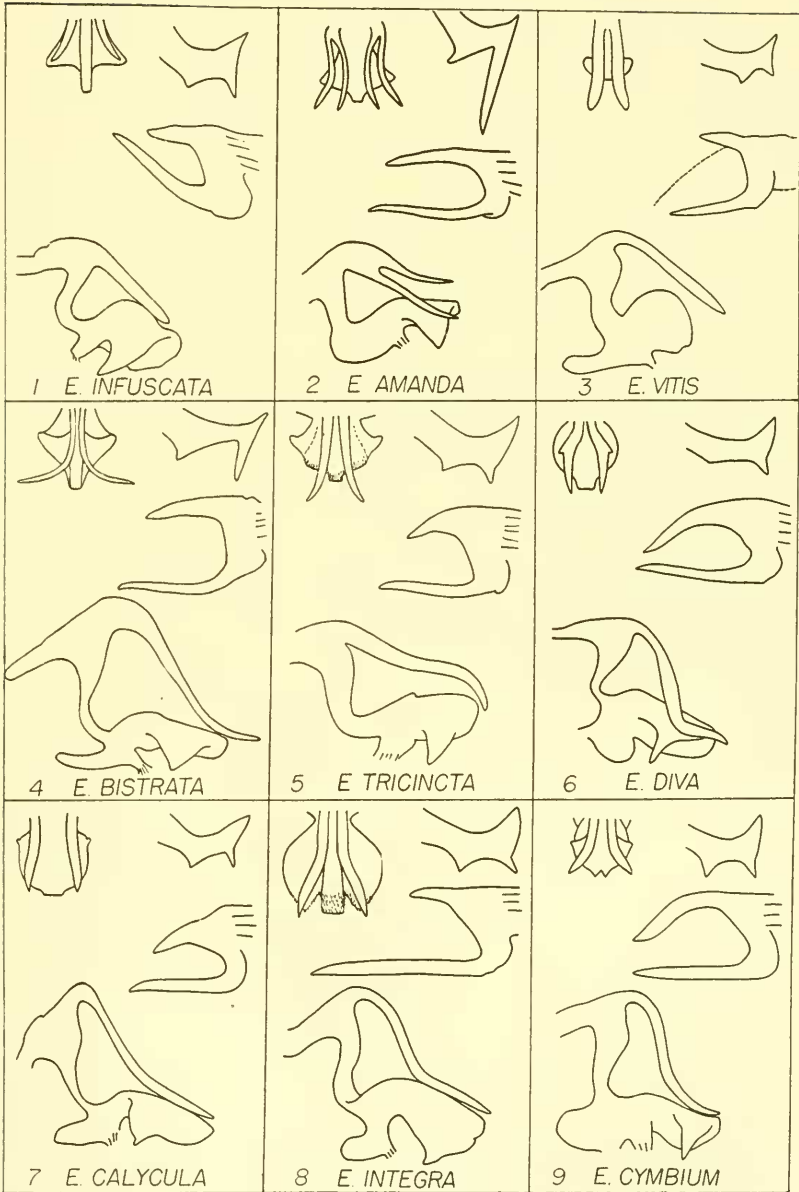 1 E. INFUSCATA
2 E AMANDA
3 E. VITIS
4 E. BISTRATA
5 E TRICINCTA
6 E. DIVA
7 E. CALYCULA
8 E. INTEGRA
9 E. CYMBIUM